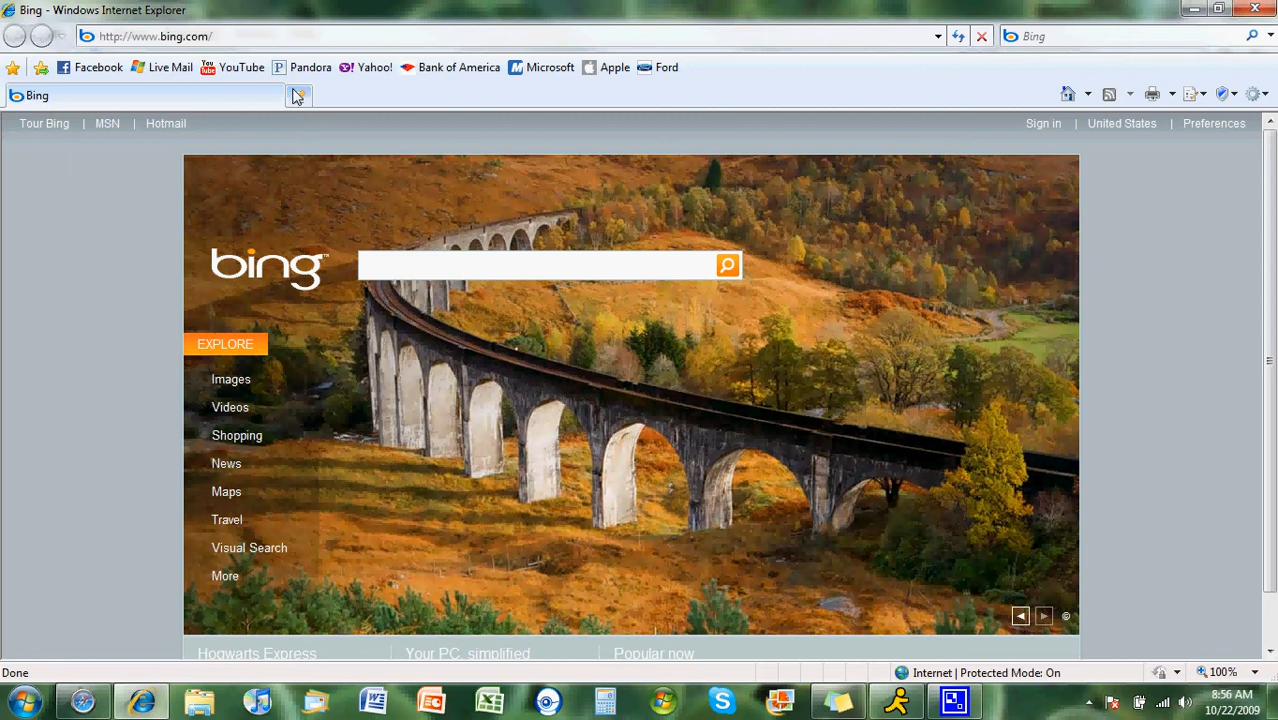 Bing - Windows Internet Explorer
http://www.bing.com/
Bing
Facebook Live Mail YouTube Pandora Yahoo! Bank of America Microsoft Apple Ford
Bing
Tour Bing | MSN | Hotmail
Sign in | United States | Preferences
bing™
EXPLORE
Images
Videos
Shopping
News
Maps
Travel
Visual Search
More
©
Hogwarts Express
Your PC, simplified
Popular now
Done
Internet | Protected Mode: On
100%
8:56 AM
10/22/2009